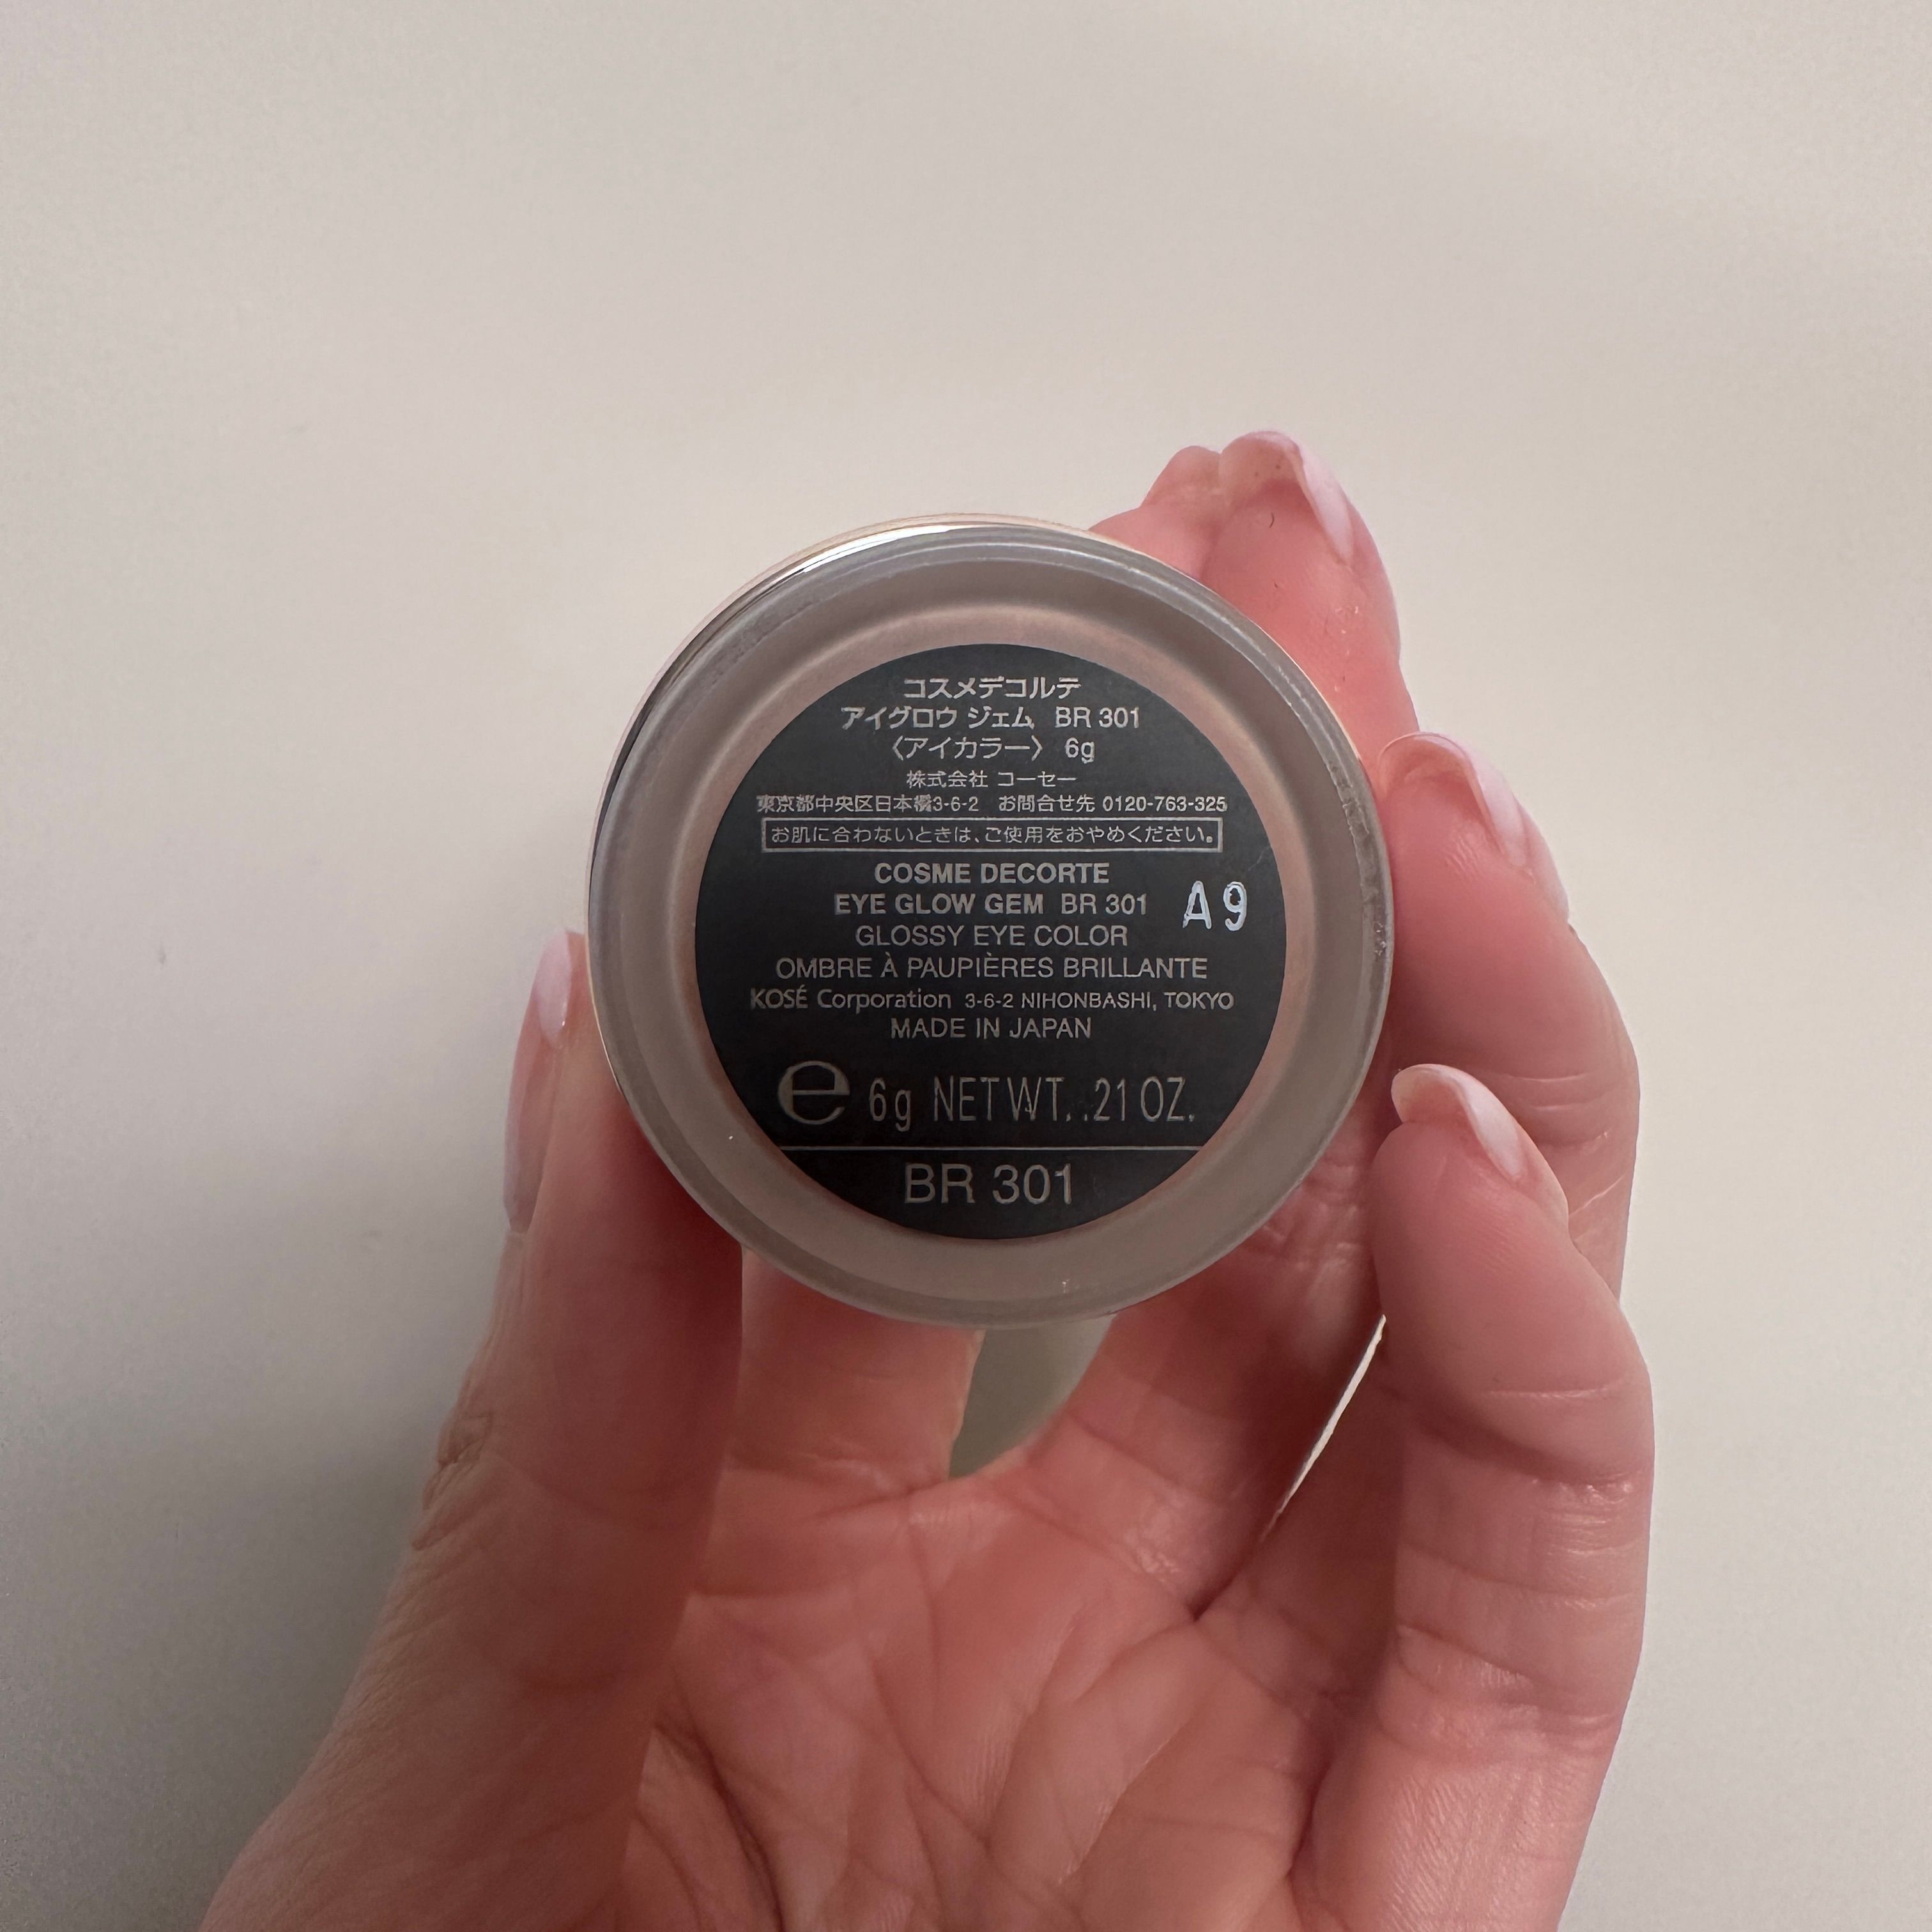 コスメデコルテ
アイグロウ ジェム BR 301
〈アイカラー〉 6g
株式会社 コーセー
東京都中央区日本橋3-6-2 お問合せ先 0120-763-325
お肌に合わないときは、ご使用をおやめください。
COSME DECORTE
EYE GLOW GEM BR 301
A9
GLOSSY EYE COLOR
OMBRE À PAUPIÈRES BRILLANTE
KOSÉ Corporation 3-6-2 NIHONBASHI, TOKYO
MADE IN JAPAN
e 6g NET WT. .21 OZ.
BR 301